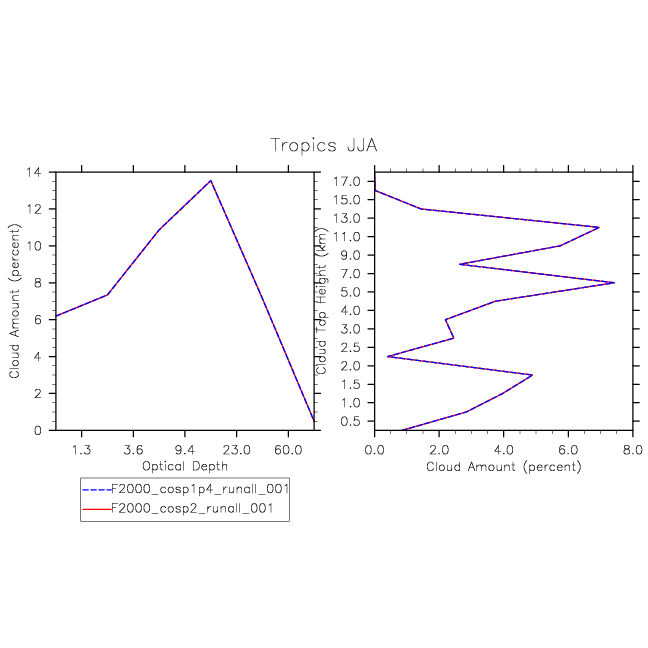 Tropics JJA
Cloud Amount (percent)
14
12
10
8
6
4
2
0
1.3 3.6 9.4 23.0 60.0
Optical Depth
Cloud Top Height (km)
17.0
15.0
13.0
11.0
9.0
7.0
5.0
4.0
3.0
2.5
2.0
1.5
1.0
0.5
0.0 2.0 4.0 6.0 8.0
Cloud Amount (percent)
F2000_cosp1p4_runall_001
F2000_cosp2_runall_001